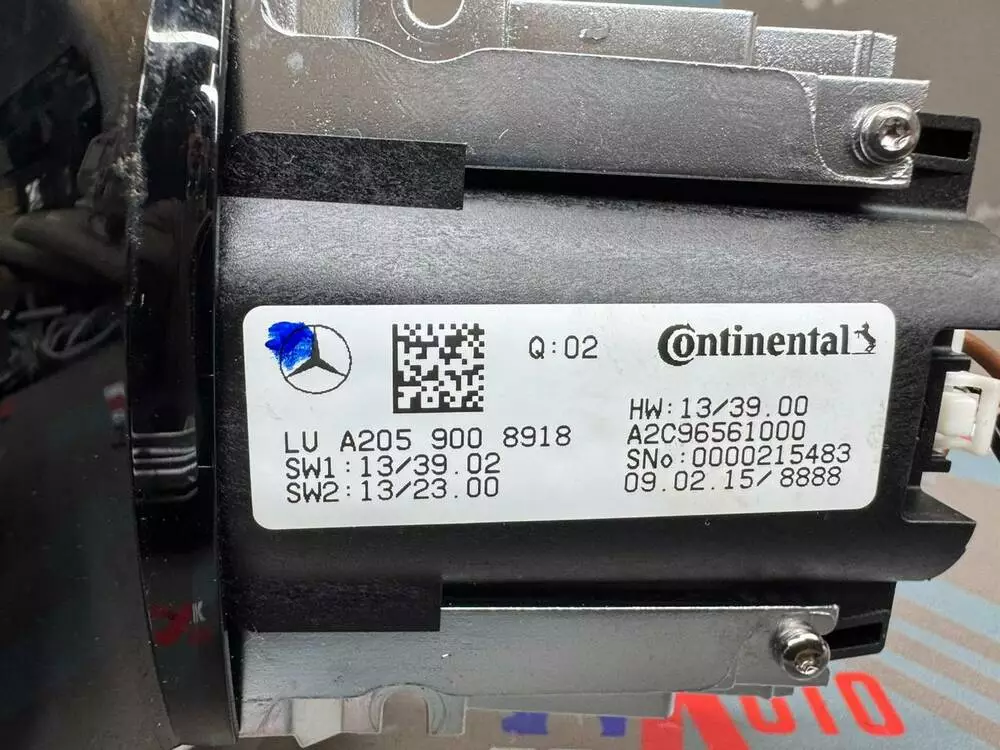 Q:02
Continental
LU A205 900 8918
SW1:13/39.02
SW2:13/23.00
HW:13/39.00
A2C96561000
SNo:0000215483
09.02.15/8888